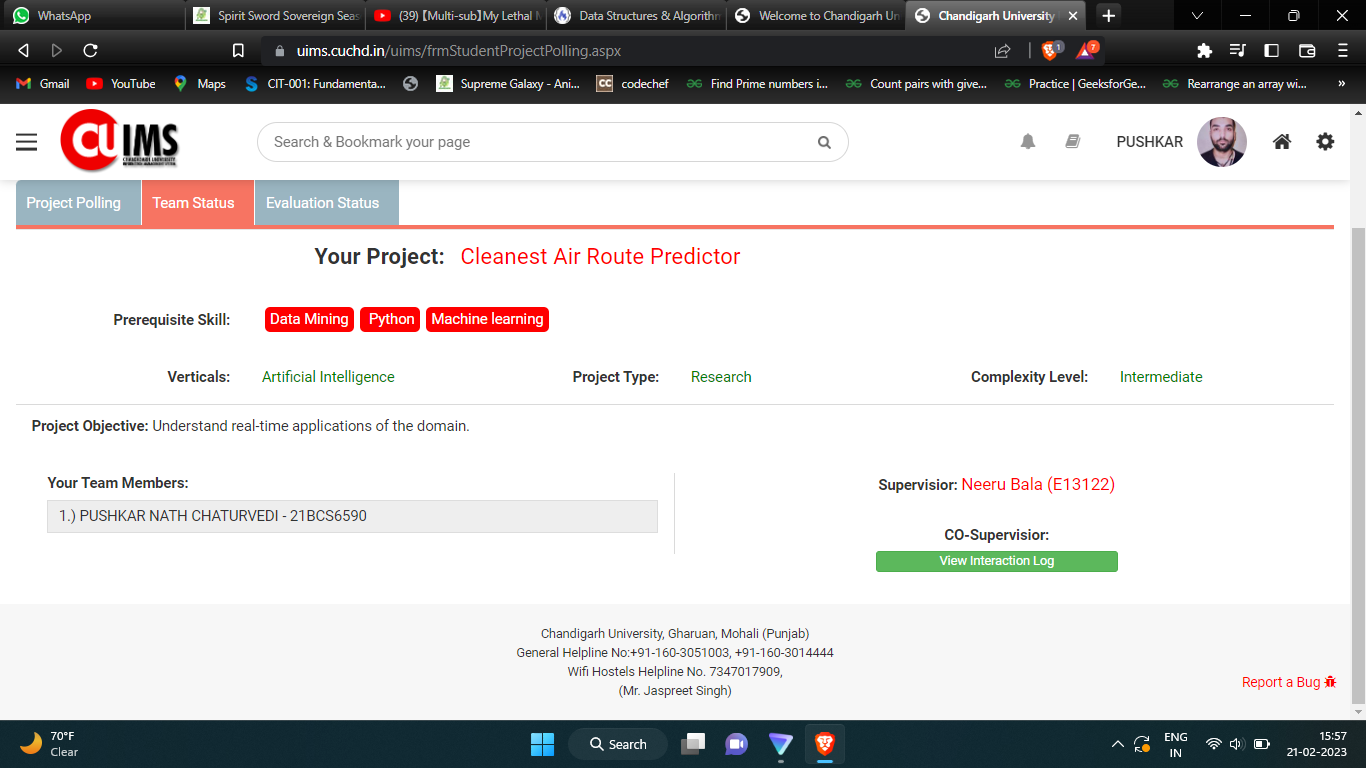 WhatsApp
Spirit Sword Sovereign Seas
(39) 【Multi-sub】My Lethal M
Data Structures & Algorithm
Welcome to Chandigarh Un
Chandigarh University
uims.cuchd.in/uims/frmStudentProjectPolling.aspx
1
7
Gmail
YouTube
Maps
CIT-001: Fundamenta...
Supreme Galaxy - Ani...
CC codechef
Find Prime numbers i...
Count pairs with give...
Practice | GeeksforGe...
Rearrange an array wi...
»
CU IMS
Search & Bookmark your page
PUSHKAR
Project Polling
Team Status
Evaluation Status
Your Project: Cleanest Air Route Predictor
Prerequisite Skill: Data Mining Python Machine learning
Verticals: Artificial Intelligence Project Type: Research Complexity Level: Intermediate
Project Objective: Understand real-time applications of the domain.
Your Team Members:
1.) PUSHKAR NATH CHATURVEDI - 21BCS6590
Supervisior: Neeru Bala (E13122)
CO-Supervisior:
View Interaction Log
Chandigarh University, Gharuan, Mohali (Punjab)
General Helpline No:+91-160-3051003, +91-160-3014444
Wifi Hostels Helpline No. 7347017909,
(Mr. Jaspreet Singh)
Report a Bug
70°F
Clear
Search
ENG
IN
15:57
21-02-2023